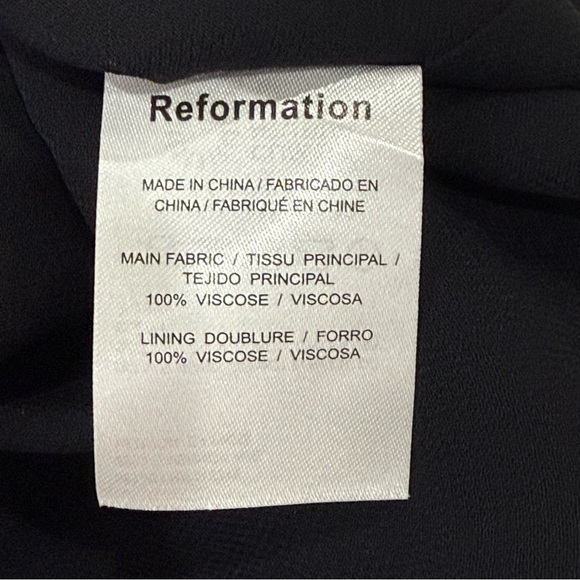 Reformation
MADE IN CHINA / FABRICADO EN
CHINA / FABRIQUÉ EN CHINE
MAIN FABRIC / TISSU PRINCIPAL /
TEJIDO PRINCIPAL
100% VISCOSE / VISCOSA
LINING DOUBLURE / FORRO
100% VISCOSE / VISCOSA